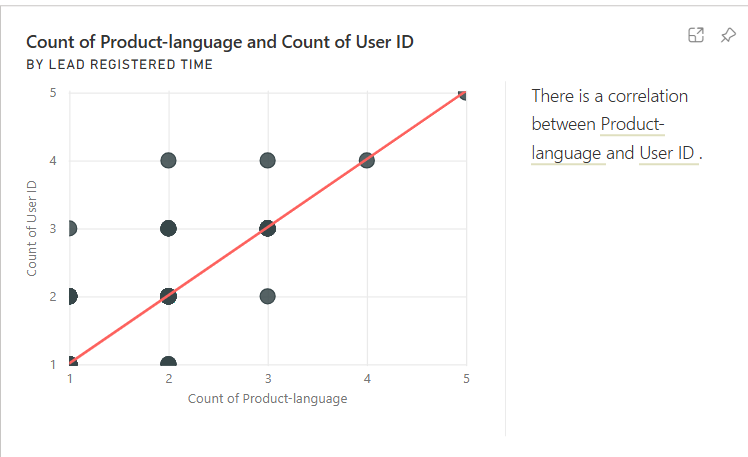 Count of Product-language and Count of User ID
BY LEAD REGISTERED TIME
There is a correlation
between Product-
language and User ID .
Count of User ID
5
4
3
2
1
1 2 3 4 5
Count of Product-language